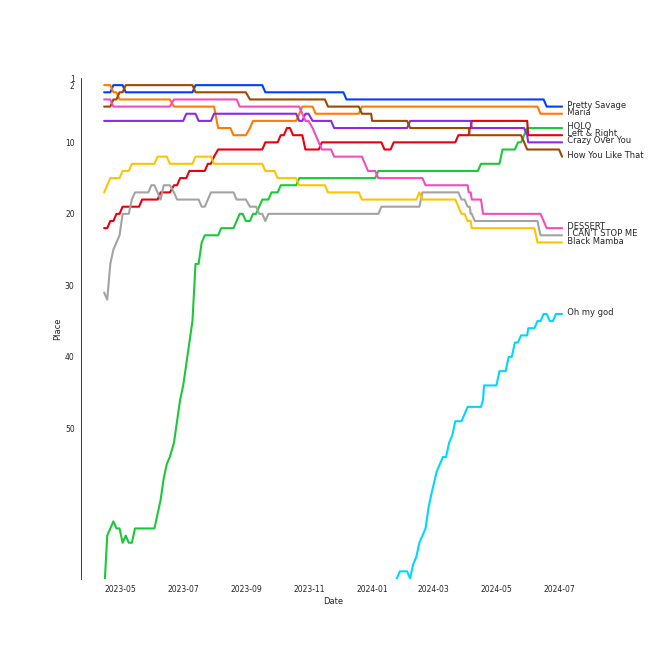 1
2
10
20
30
40
50
Place
Pretty Savage
Maria
HOLO
Left & Right
Crazy Over You
How You Like That
DESSERT
I CAN'T STOP ME
Black Mamba
Oh my god
2023-05
2023-07
2023-09
2023-11
2024-01
2024-03
2024-05
2024-07
Date